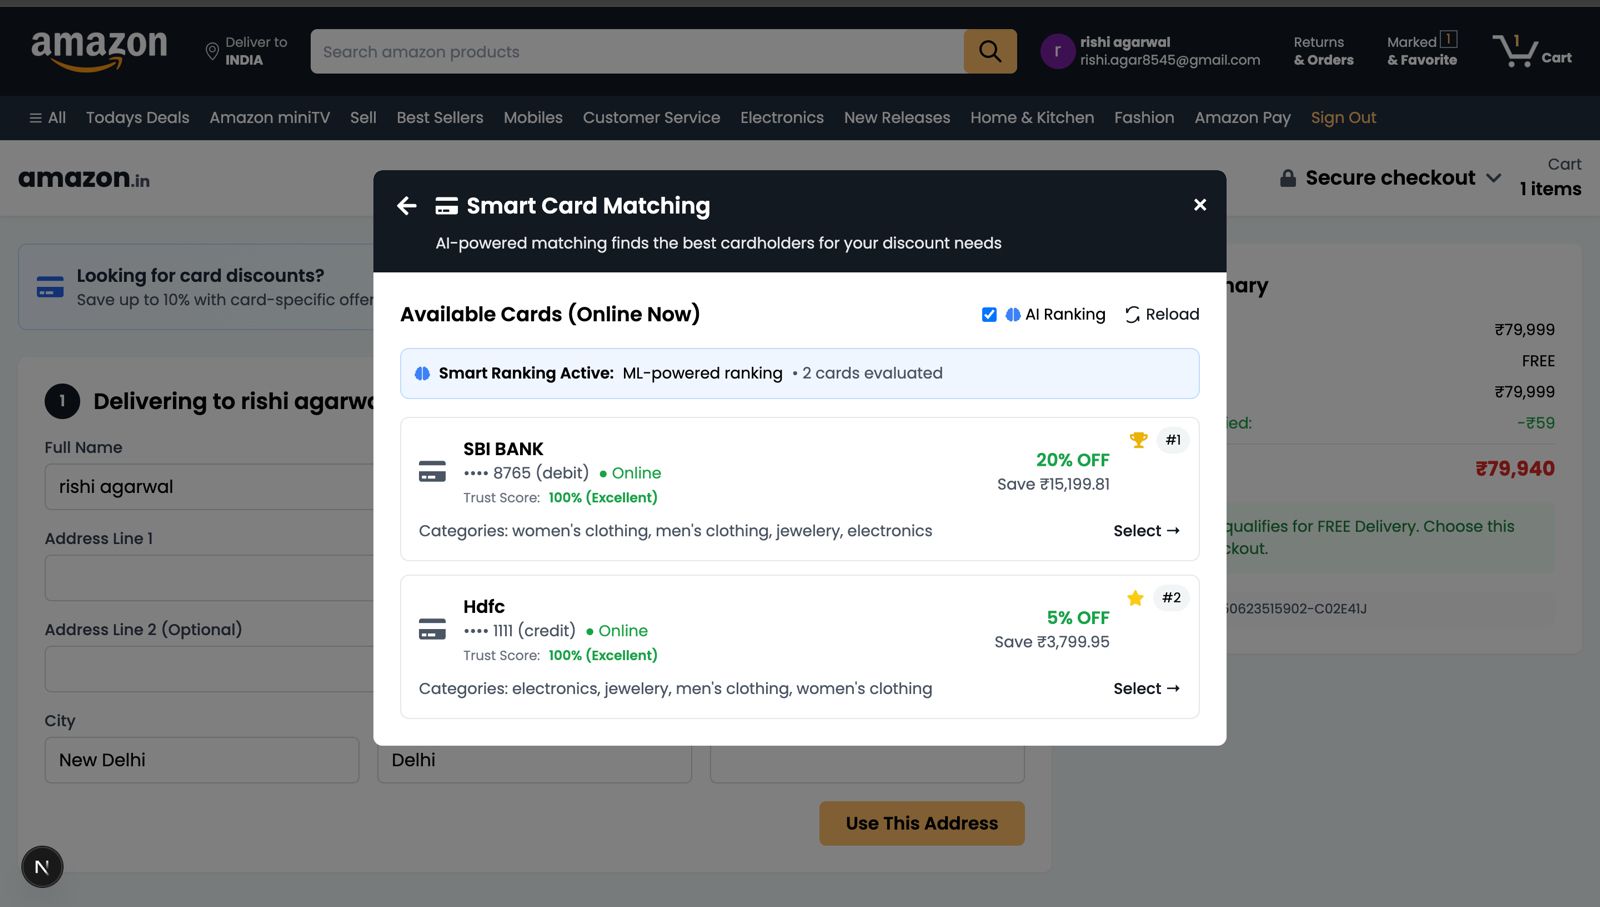 amazon
Deliver to
INDIA
Search amazon products
r
rishi agarwal
rishi.agar8545@gmail.com
Returns
& Orders
Marked 1
& Favorite
1
Cart
All Todays Deals Amazon miniTV Sell Best Sellers Mobiles Customer Service Electronics New Releases Home & Kitchen Fashion Amazon Pay Sign Out
amazon.in
Secure checkout
Cart
1 items
Looking for card discounts?
Save up to 10% with card-specific offer
1 Delivering to rishi agarwa
Full Name
rishi agarwal
Address Line 1
Address Line 2 (Optional)
City
New Delhi
Delhi
Use This Address
N
Smart Card Matching
AI-powered matching finds the best cardholders for your discount needs
Available Cards (Online Now)
AI Ranking
Reload
Smart Ranking Active: ML-powered ranking • 2 cards evaluated
SBI BANK
•••• 8765 (debit) • Online
Trust Score: 100% (Excellent)
#1
20% OFF
Save ₹15,199.81
Categories: women's clothing, men's clothing, jewelery, electronics
Select →
Hdfc
•••• 1111 (credit) • Online
Trust Score: 100% (Excellent)
#2
5% OFF
Save ₹3,799.95
Categories: electronics, jewelery, men's clothing, women's clothing
Select →
nary
₹79,999
FREE
₹79,999
ied: -₹59
₹79,940
qualifies for FREE Delivery. Choose this
ckout.
50623515902-C02E41J